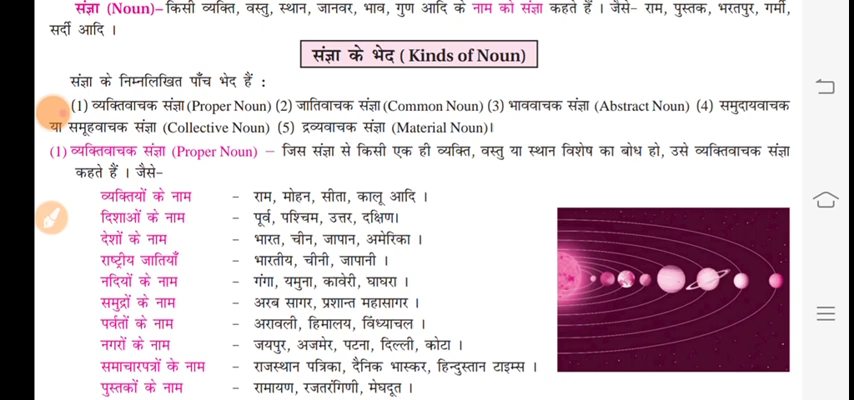 संज्ञा (Noun)– किसी व्यक्ति, वस्तु, स्थान, जानवर, भाव, गुण आदि के नाम को संज्ञा कहते हैं । जैसे– राम, पुस्तक, भरतपुर, गर्मी,
सर्दी आदि ।
संज्ञा के भेद ( Kinds of Noun)
संज्ञा के निम्नलिखित पाँच भेद हैं :
(1) व्यक्तिवाचक संज्ञा (Proper Noun) (2) जातिवाचक संज्ञा (Common Noun) (3) भाववाचक संज्ञा (Abstract Noun) (4) समुदायवाचक
या समूहवाचक संज्ञा (Collective Noun) (5) द्रव्यवाचक संज्ञा (Material Noun)।
(1) व्यक्तिवाचक संज्ञा (Proper Noun) – जिस संज्ञा से किसी एक ही व्यक्ति, वस्तु या स्थान विशेष का बोध हो, उसे व्यक्तिवाचक संज्ञा
कहते हैं । जैसे–
व्यक्तियों के नाम – राम, मोहन, सीता, कालू आदि ।
दिशाओं के नाम – पूर्व, पश्चिम, उत्तर, दक्षिण।
देशों के नाम – भारत, चीन, जापान, अमेरिका ।
राष्ट्रीय जातियाँ – भारतीय, चीनी, जापानी ।
नदियों के नाम – गंगा, यमुना, कावेरी, घाघरा ।
समुद्रों के नाम – अरब सागर, प्रशान्त महासागर ।
पर्वतों के नाम – अरावली, हिमालय, विंध्याचल ।
नगरों के नाम – जयपुर, अजमेर, पटना, दिल्ली, कोटा ।
समाचारपत्रों के नाम – राजस्थान पत्रिका, दैनिक भास्कर, हिन्दुस्तान टाइम्स ।
पुस्तकों के नाम – रामायण, रजतरंगिणी, मेघदूत ।